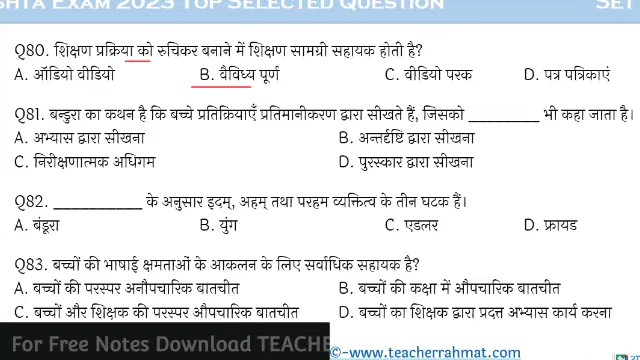 SHTA EXAM 2023 TOP SELECTED QUESTION SET
Q80. शिक्षण प्रक्रिया को रुचिकर बनाने में शिक्षण सामग्री सहायक होती है?
A. ऑडियो वीडियो B. वैविध्य पूर्ण C. वीडियो परक D. पत्र पत्रिकाएं
Q81. बन्डुरा का कथन है कि बच्चे प्रतिक्रियाएँ प्रतिमानीकरण द्वारा सीखते हैं, जिसको ________ भी कहा जाता है।
A. अभ्यास द्वारा सीखना B. अन्तर्दृष्टि द्वारा सीखना
C. निरीक्षणात्मक अधिगम D. पुरस्कार द्वारा सीखना
Q82. __________ के अनुसार इदम्, अहम् तथा परहम व्यक्तित्व के तीन घटक हैं।
A. बंडूरा B. युंग C. एडलर D. फ्रायड
Q83. बच्चों की भाषाई क्षमताओं के आकलन के लिए सर्वाधिक सहायक है?
A. बच्चों की परस्पर अनौपचारिक बातचीत B. बच्चों की कक्षा में औपचारिक बातचीत
C. बच्चों और शिक्षक की परस्पर औपचारिक बातचीत D. बच्चों का शिक्षक द्वारा प्रदत्त अभ्यास कार्य करना
For Free Notes Download TEACHE
©-www.teacherrahmat.com